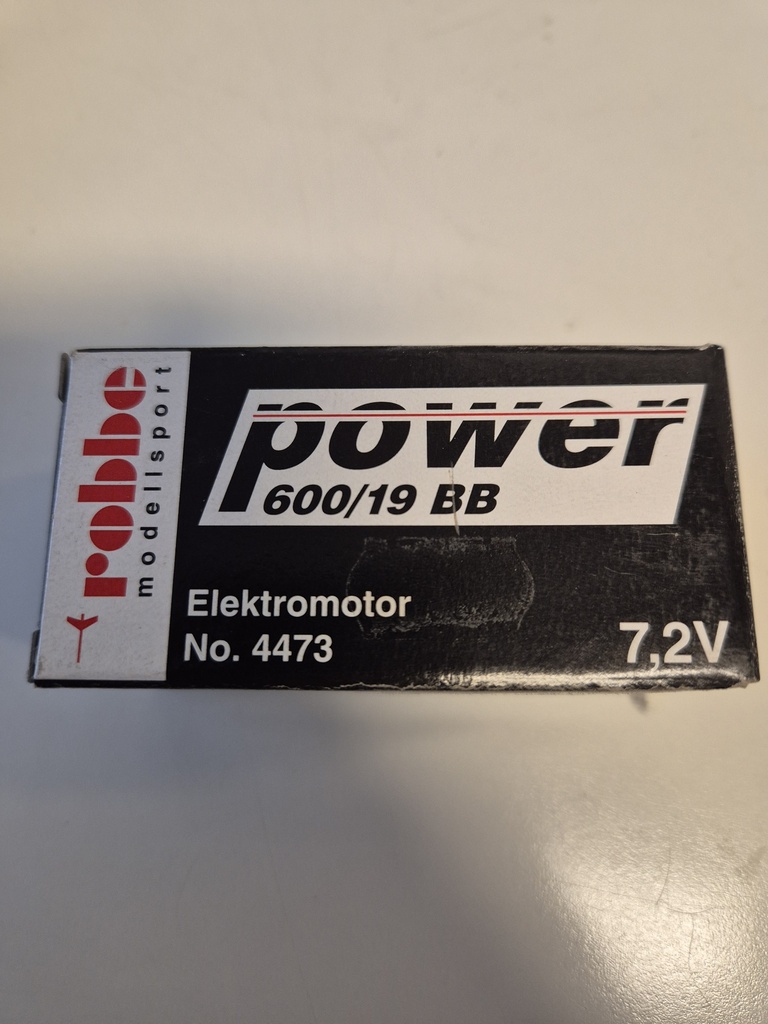 robbe
modellsport
power
600/19 BB
Elektromotor
No. 4473
7,2V